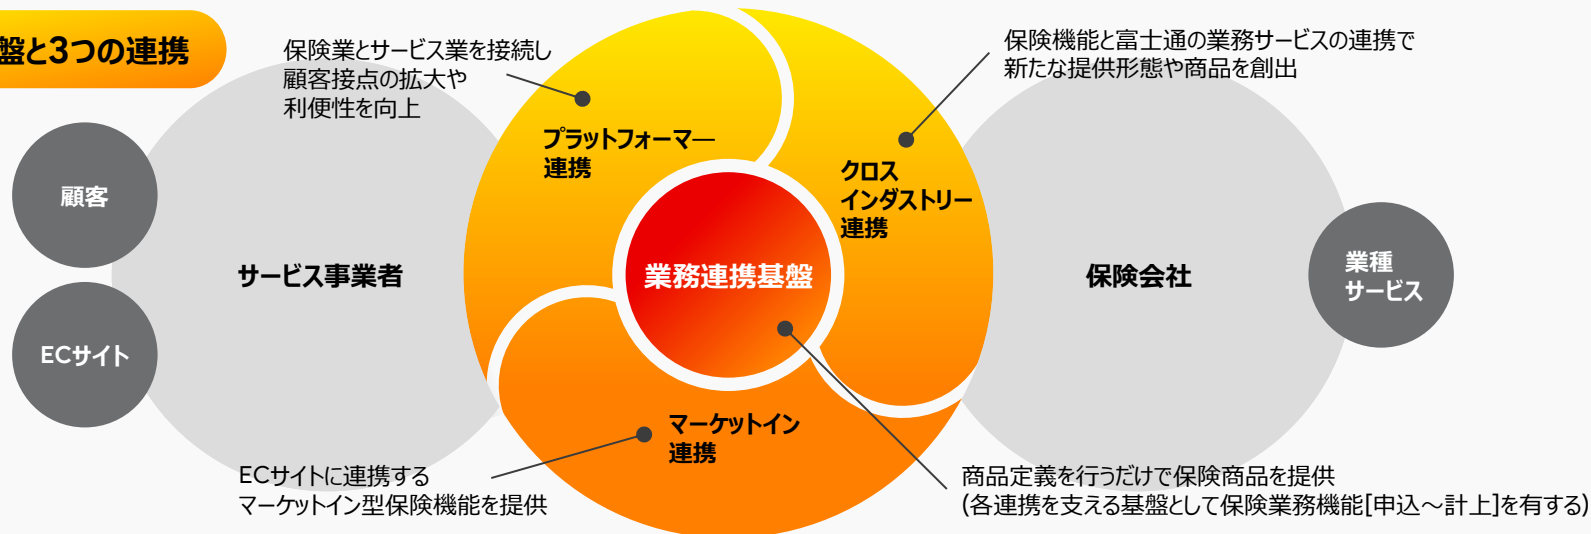 盤と3つの連携
保険業とサービス業を接続し
顧客接点の拡大や
利便性を向上
保険機能と富士通の業務サービスの連携で
新たな提供形態や商品を創出
プラットフォーマ―
連携
クロス
インダストリー
連携
顧客
サービス事業者
業務連携基盤
保険会社
業種
サービス
ECサイト
マーケットイン
連携
ECサイトに連携する
マーケットイン型保険機能を提供
商品定義を行うだけで保険商品を提供
(各連携を支える基盤として保険業務機能[申込～計上]を有する)